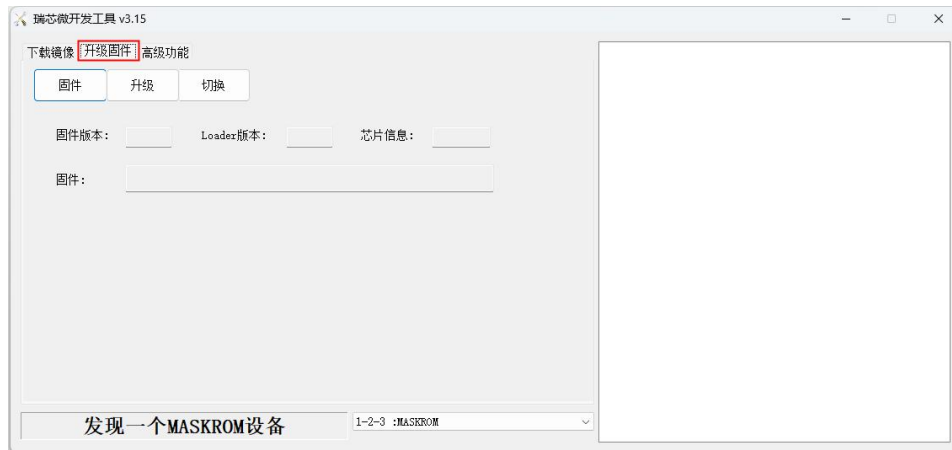 瑞芯微开发工具 v3.15
下载镜像 升级固件 高级功能
固件 升级 切换
固件版本: Loader版本: 芯片信息:
固件:
发现一个MASKROM设备 1-2-3 :MASKROM